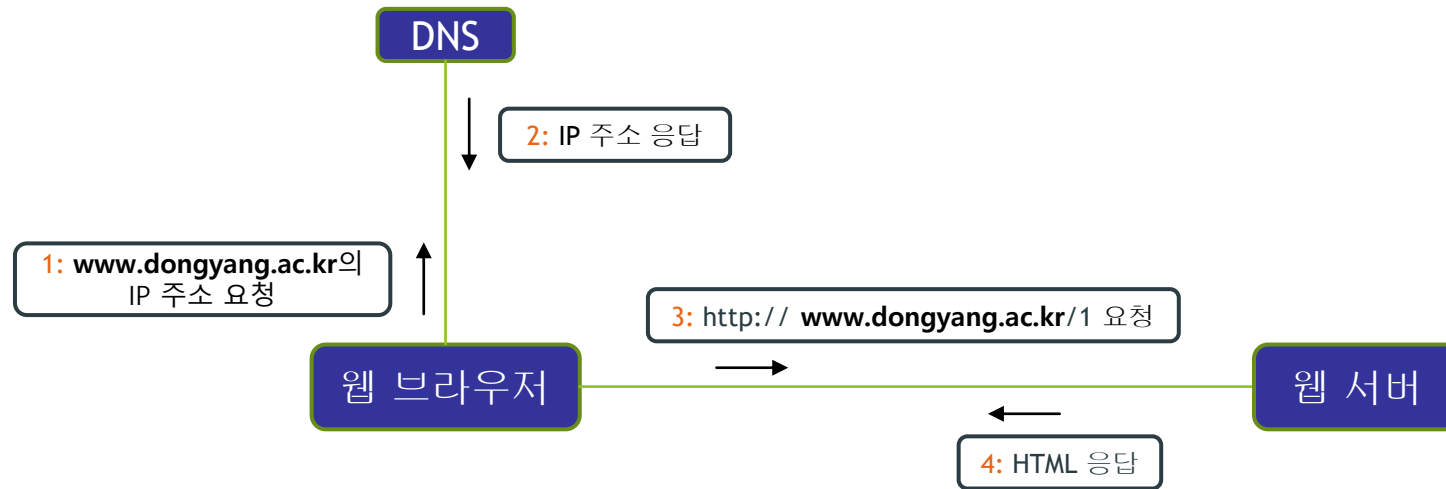 DNS
2: IP 주소 응답
1: www.dongyang.ac.kr의
IP 주소 요청
3: http:// www.dongyang.ac.kr/1 요청
웹 브라우저
웹 서버
4: HTML 응답